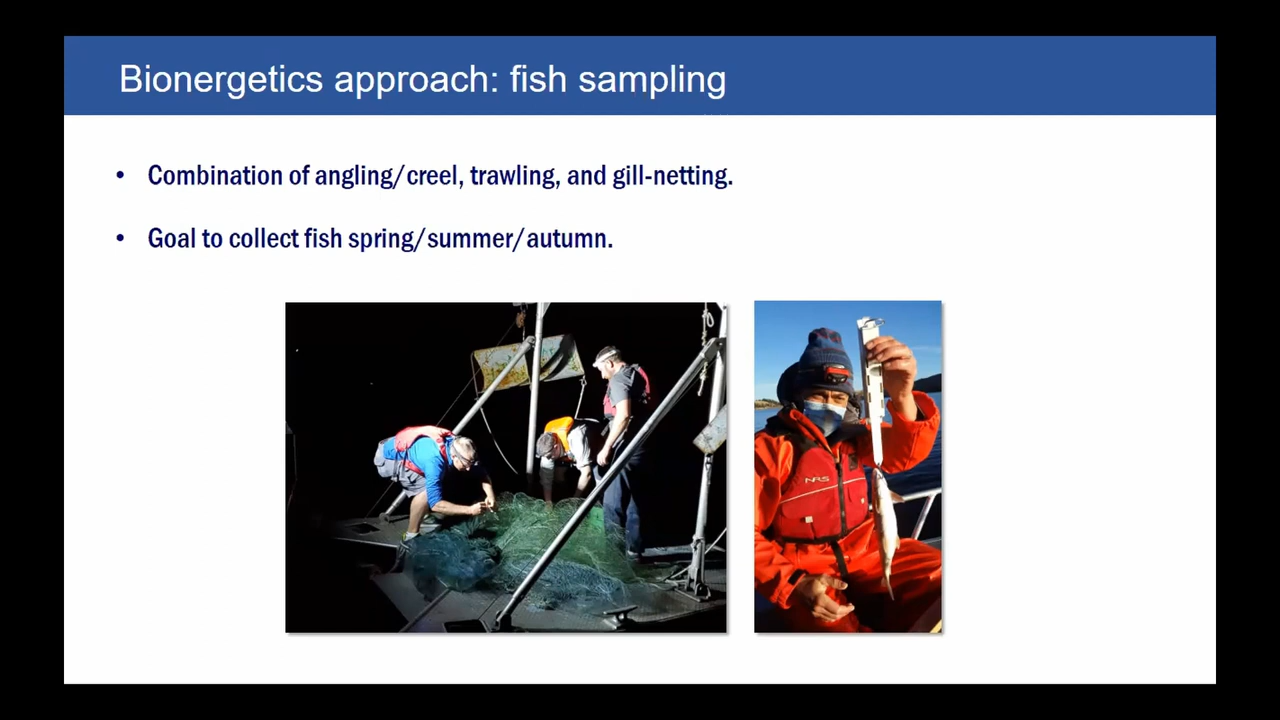 Bionergetics approach: fish sampling
• Combination of angling/creel, trawling, and gill-netting.
• Goal to collect fish spring/summer/autumn.
NRS